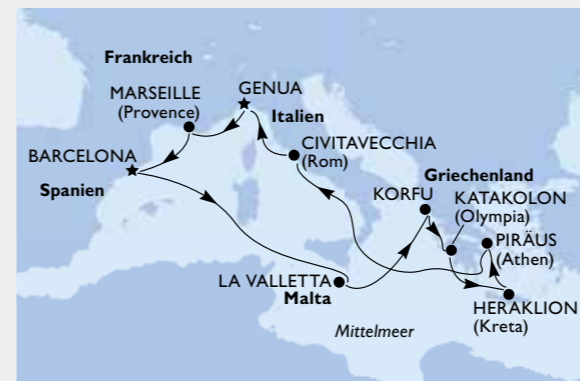 Frankreich
MARSEILLE
(Provence)
GENUA
Italien
BARCELONA
Spanien
CIVITAVECCHIA
(Rom)
Griechenland
KORFU
KATAKOLON
(Olympia)
PIRÄUS
(Athen)
LA VALLETTA
Malta
HERAKLION
(Kreta)
Mittelmeer